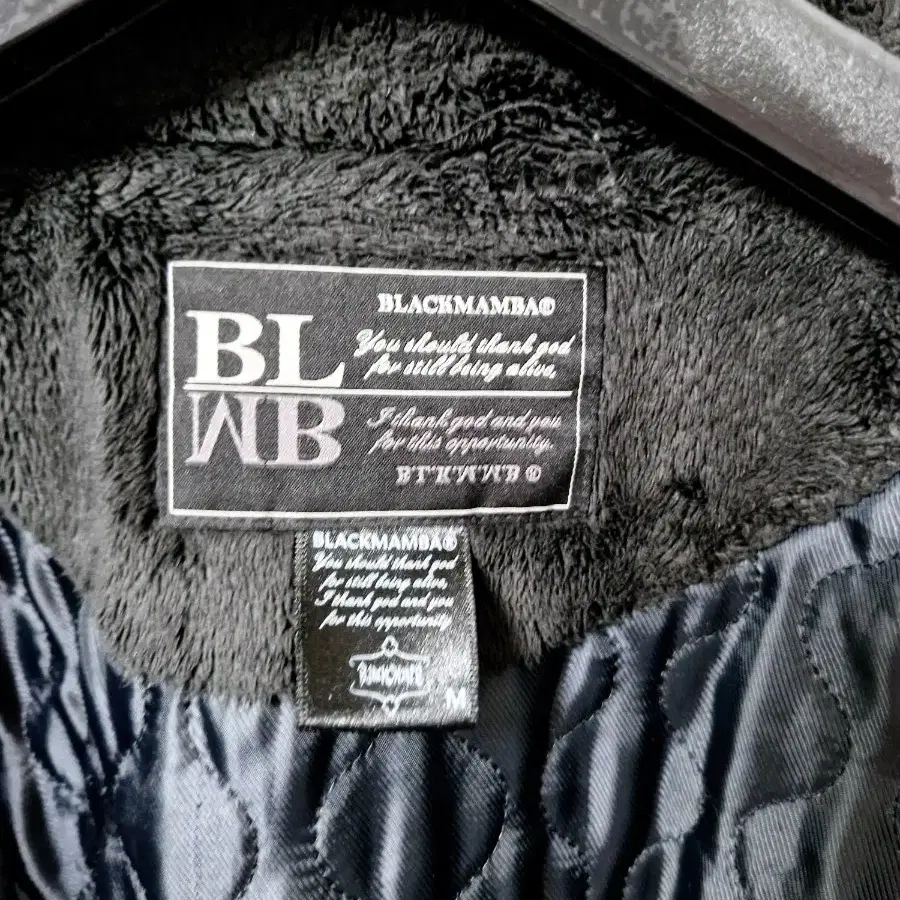 BL
MB
BLACKMAMBA®
You should thank god
for still being alive,
I thank god and you
for this opportunity.
BLACKMAMBA®
You should thank god
for still being alive,
I thank god and you
for this opportunity
M